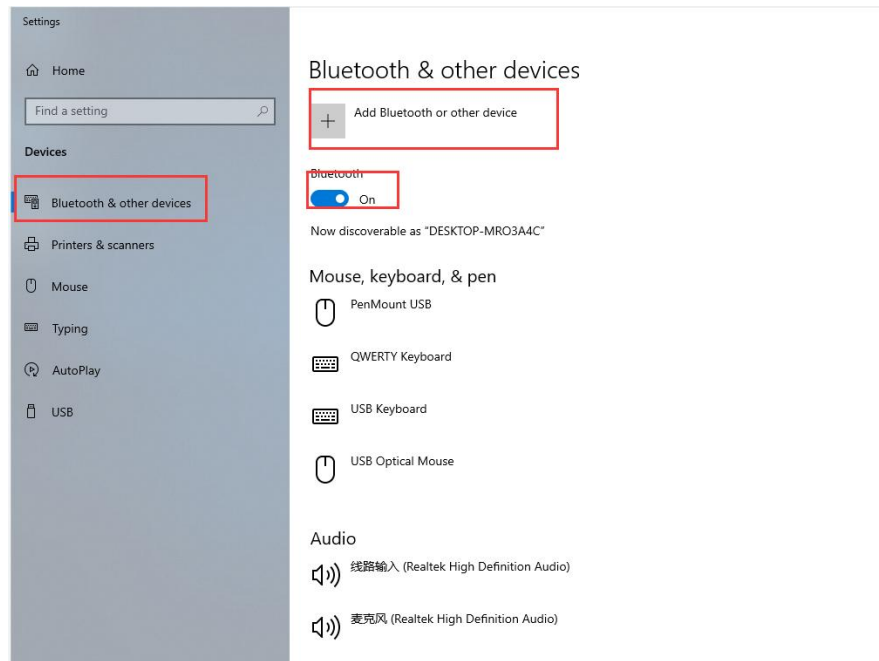 Settings
Home
Find a setting
Devices
Bluetooth & other devices
Printers & scanners
Mouse
Typing
AutoPlay
USB
Bluetooth & other devices
Add Bluetooth or other device
Bluetooth
On
Now discoverable as “DESKTOP-MRO3A4C”
Mouse, keyboard, & pen
PenMount USB
QWERTY Keyboard
USB Keyboard
USB Optical Mouse
Audio
线路输入 (Realtek High Definition Audio)
麦克风 (Realtek High Definition Audio)